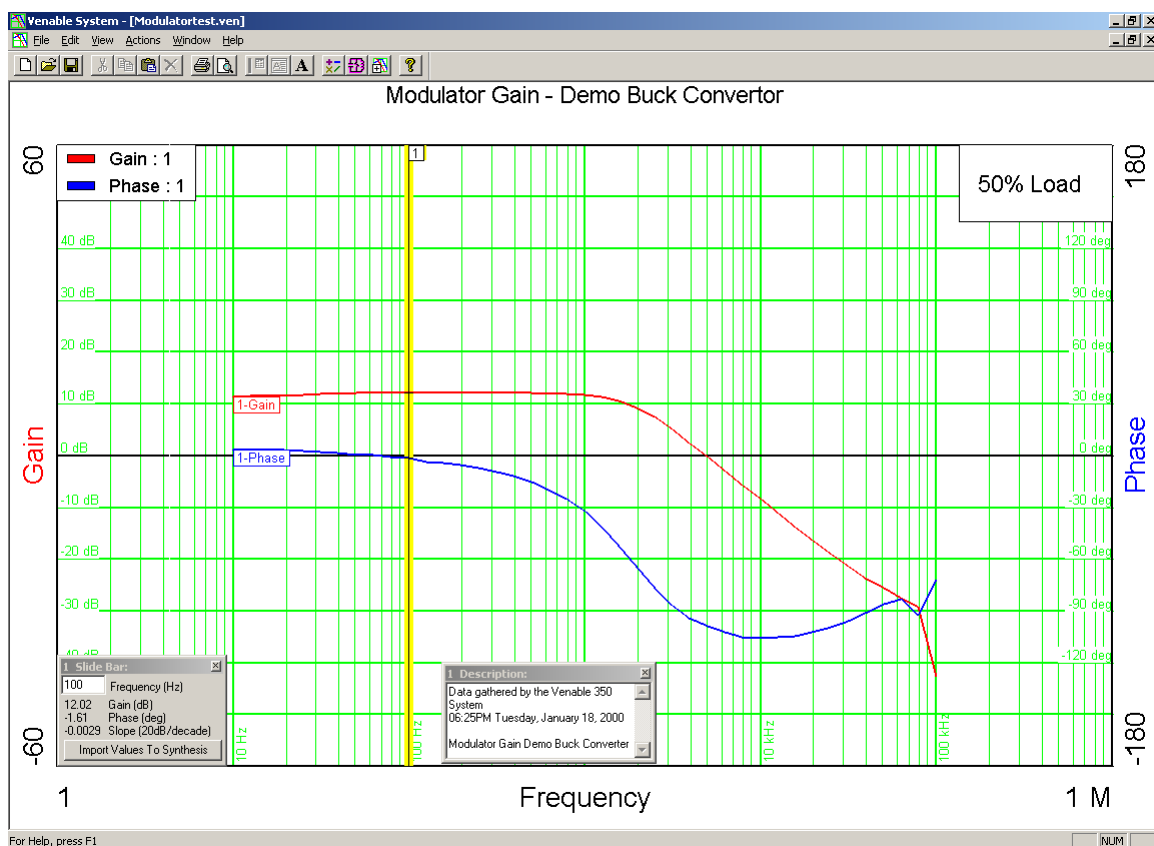 Venable System - [Modulatortest.ven]
File Edit View Actions Window Help
A ?
Modulator Gain - Demo Buck Convertor
60
180
Gain : 1
Phase : 1
1
50% Load
40 dB
120 deg
30 dB
90 deg
20 dB
60 deg
10 dB
30 deg
1-Gain
0 dB
0 deg
1-Phase
Gain
Phase
-10 dB
-30 deg
-20 dB
-60 deg
-30 dB
-90 deg
-120 deg
1 Slide Bar:
100 Frequency (Hz)
12.02 Gain (dB)
-1.61 Phase (deg)
-0.0029 Slope (20dB/decade)
Import Values To Synthesis
1 Description:
Data gathered by the Venable 350
System
06:25PM Tuesday, January 18, 2000
Modulator Gain Demo Buck Converter
10 Hz
100 Hz
10 kHz
100 kHz
-60
-180
1
Frequency
1 M
For Help, press F1
NUM